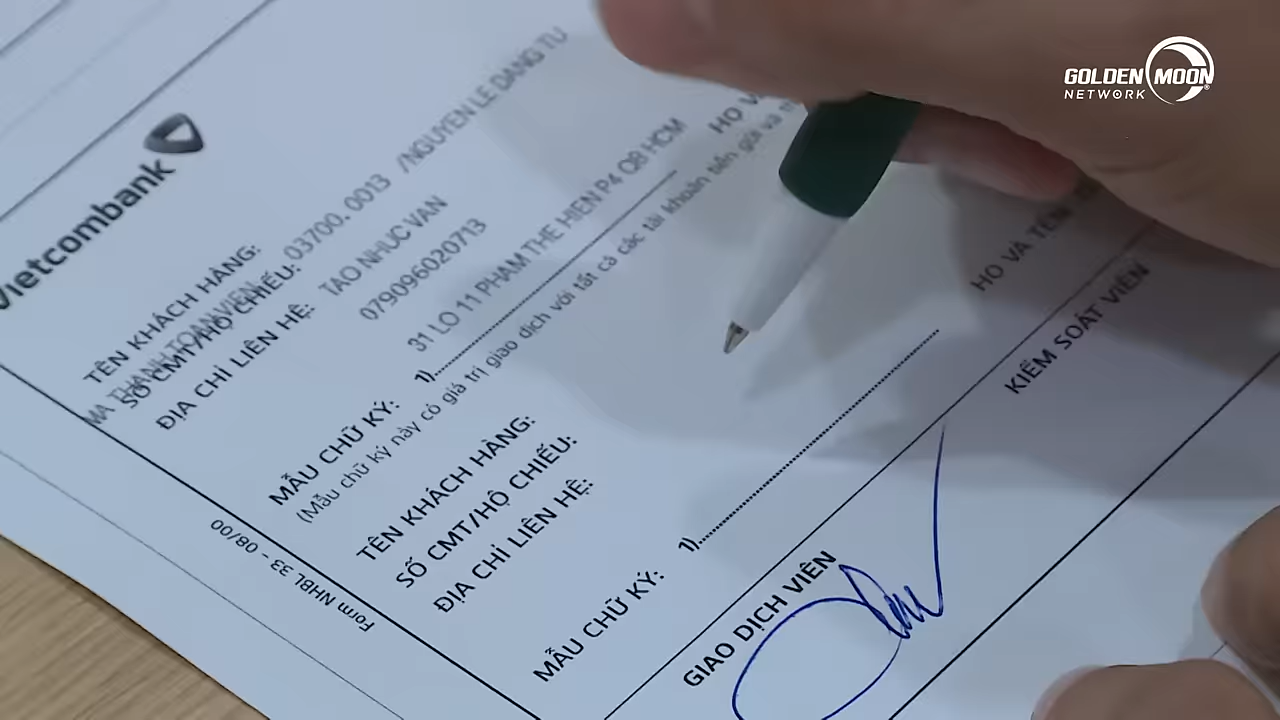 GOLDEN MOON
NETWORK
Vietcombank
TÊN KHÁCH HÀNG:
SỐ CMT/HỘ CHIẾU: 03700. 0013 /NGUYEN LE DANG TU
ĐỊA CHỈ LIÊN HỆ: TAO NHUC VAN
079096020713
31 LO 11 PHAM THE HIEN P4 Q8 HCM
MẪU CHỮ KÝ: 1)
(Mẫu chữ ký này có giá trị giao dịch với tất cả các tài khoản tiền gửi và
HỌ VÀ
TÊN KHÁCH HÀNG:
SỐ CMT/HỘ CHIẾU:
ĐỊA CHỈ LIÊN HỆ:
MẪU CHỮ KÝ: 1)
HỌ VÀ TÊN
GIAO DỊCH VIÊN
KIỂM SOÁT VIÊN
Form NHBL 33 - 08/00